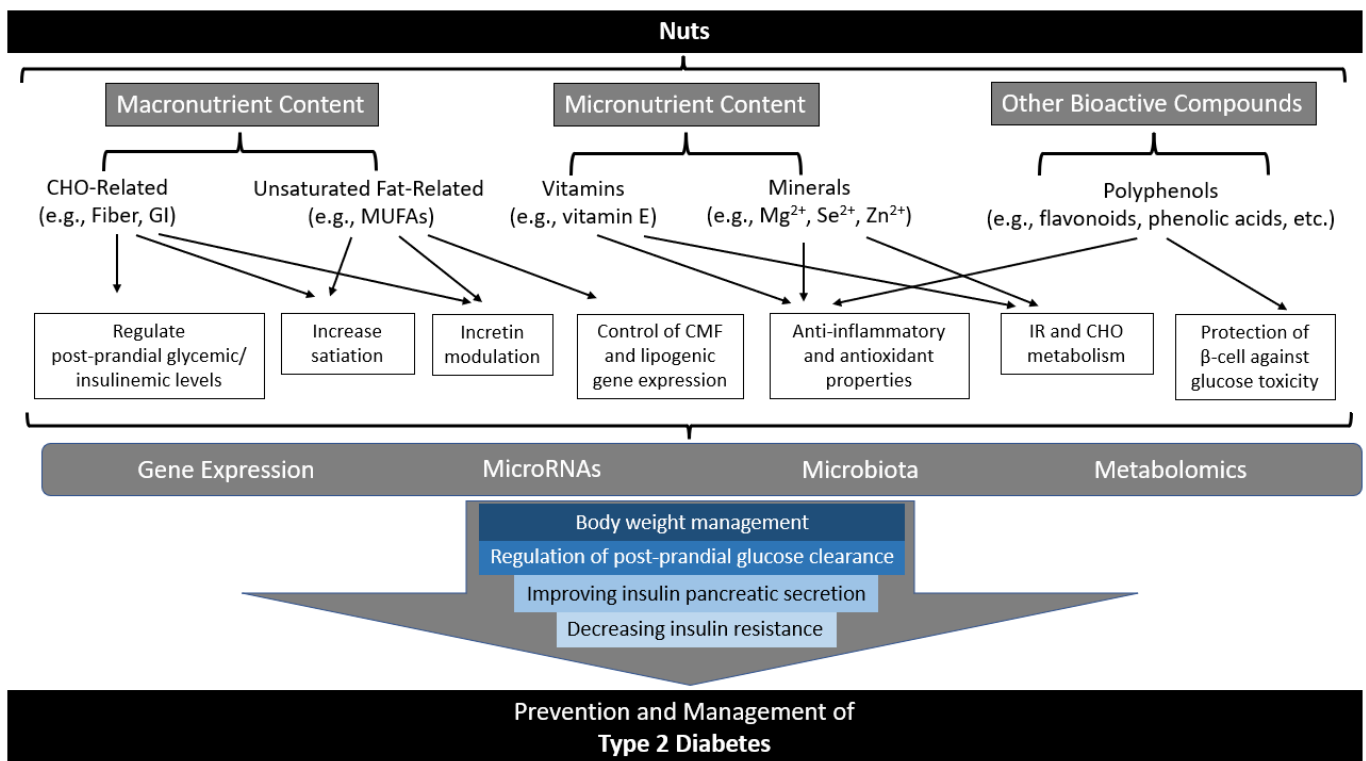 Nuts
Macronutrient Content
Micronutrient Content
Other Bioactive Compounds
CHO-Related
(e.g., Fiber, GI)
Unsaturated Fat-Related
(e.g., MUFAs)
Vitamins
(e.g., vitamin E)
Minerals
(e.g., Mg²⁺, Se²⁺, Zn²⁺)
Polyphenols
(e.g., flavonoids, phenolic acids, etc.)
Regulate
post-prandial glycemic/
insulinemic levels
Increase
satiation
Incretin
modulation
Control of CMF
and lipogenic
gene expression
Anti-inflammatory
and antioxidant
properties
IR and CHO
metabolism
Protection of
β-cell against
glucose toxicity
Gene Expression
MicroRNAs
Microbiota
Metabolomics
Body weight management
Regulation of post-prandial glucose clearance
Improving insulin pancreatic secretion
Decreasing insulin resistance
Prevention and Management of
Type 2 Diabetes